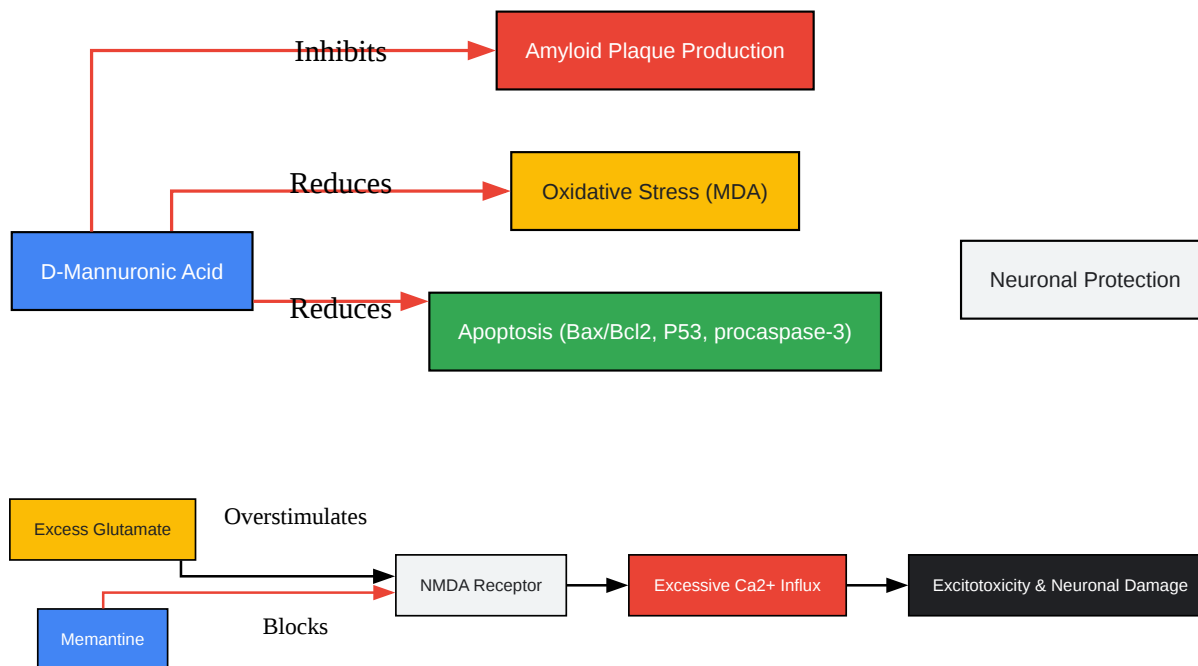 Inhibits
Amyloid Plaque Production
Reduces
Oxidative Stress (MDA)
D-Mannuronic Acid
Neuronal Protection
Reduces
Apoptosis (Bax/Bcl2, P53, procaspase-3)
Excess Glutamate
Overstimulates
NMDA Receptor
Excessive Ca2+ Influx
Excitotoxicity & Neuronal Damage
Memantine
Blocks